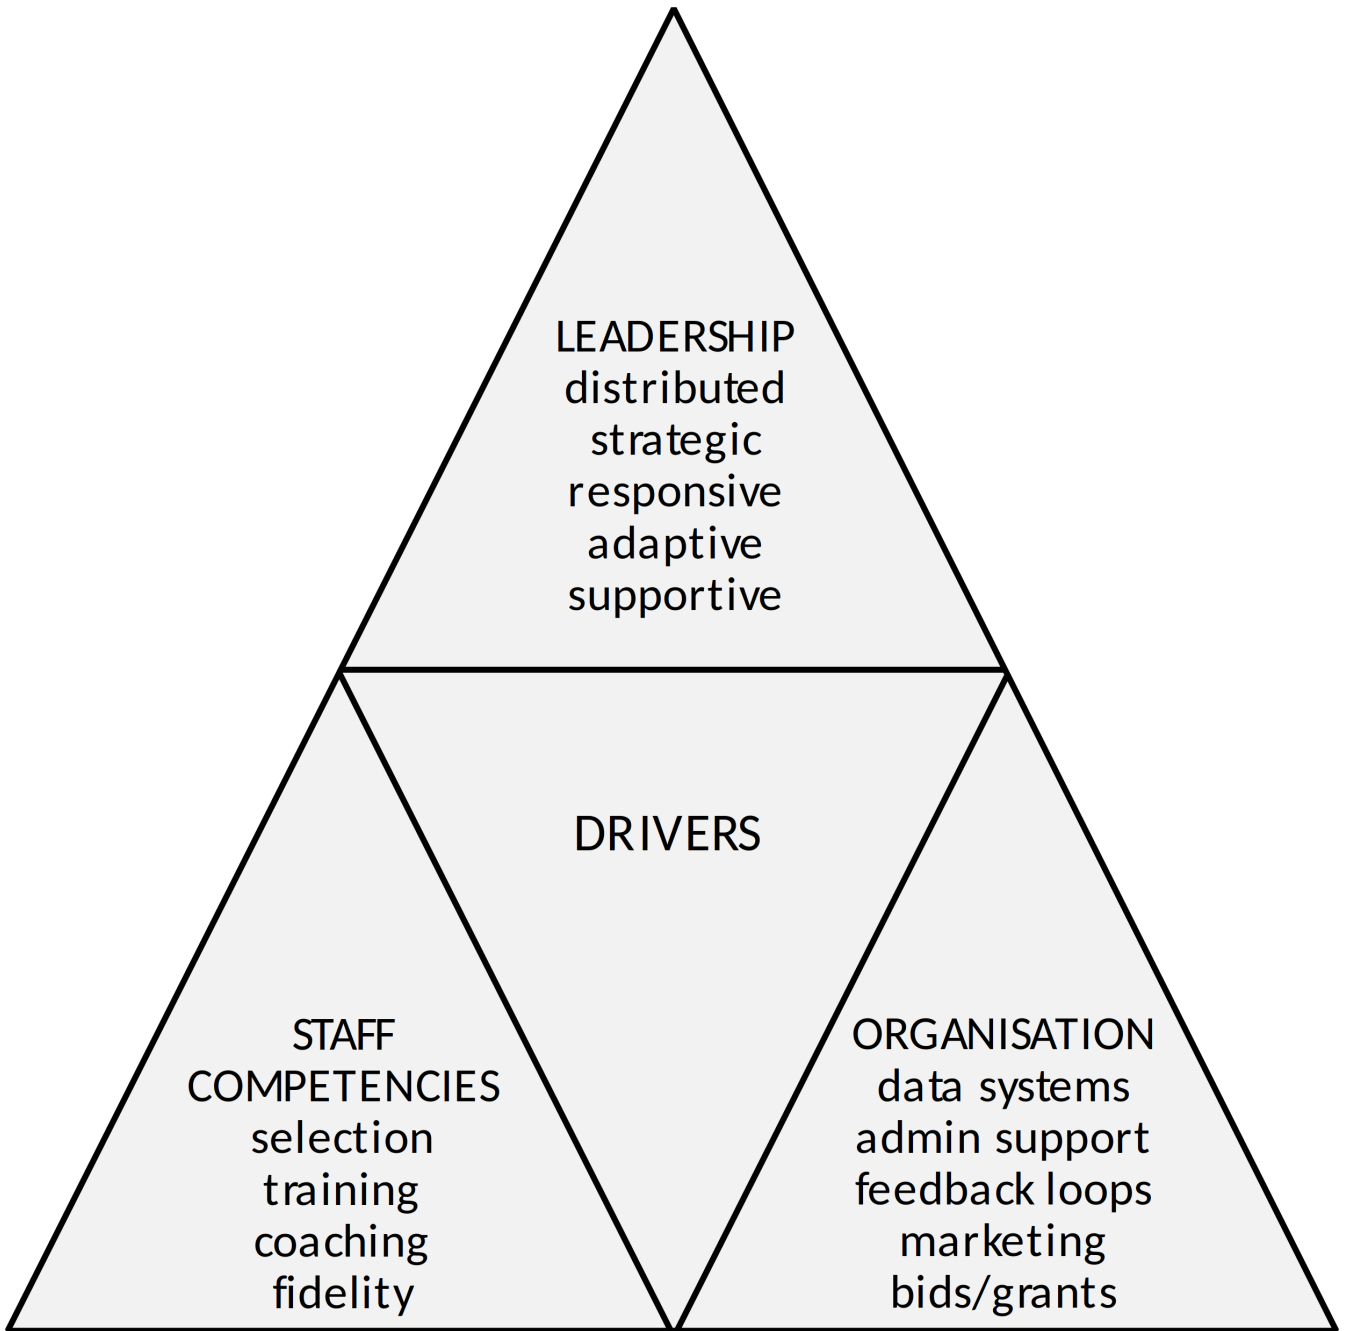 LEADERSHIP
distributed
strategic
responsive
adaptive
supportive
DRIVERS
STAFF
COMPETENCIES
selection
training
coaching
fidelity
ORGANISATION
data systems
admin support
feedback loops
marketing
bids/grants